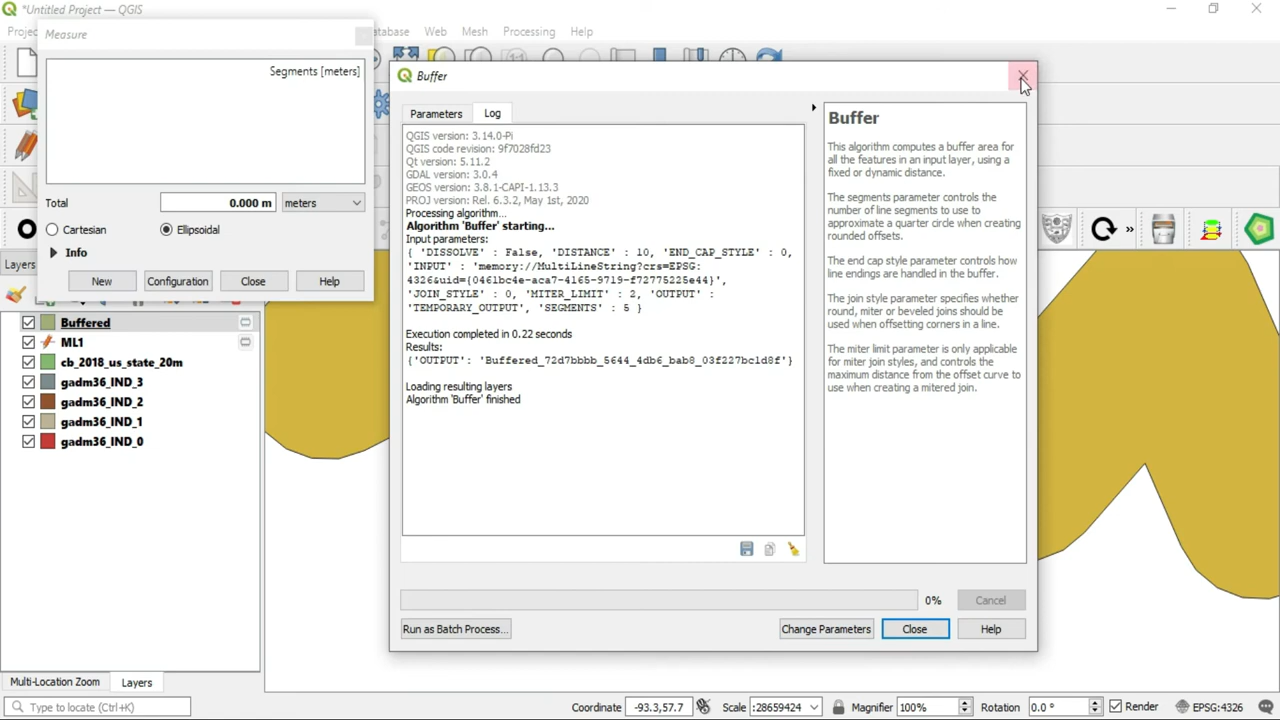 *Untitled Project — QGIS
Projec
Measure
atabase Web Mesh Processing Help
Segments [meters]
Total 0.000 m meters
Cartesian Ellipsoidal
Info
New Configuration Close Help
Layers
Buffered
ML1
cb_2018_us_state_20m
gadm36_IND_3
gadm36_IND_2
gadm36_IND_1
gadm36_IND_0
Multi-Location Zoom Layers
Buffer
Parameters Log
QGIS version: 3.14.0-Pi
QGIS code revision: 9f7028fd23
Qt version: 5.11.2
GDAL version: 3.0.4
GEOS version: 3.8.1-CAPI-1.13.3
PROJ version: Rel. 6.3.2, May 1st, 2020
Processing algorithm...
Algorithm 'Buffer' starting...
Input parameters:
{ 'DISSOLVE' : False, 'DISTANCE' : 10, 'END_CAP_STYLE' : 0,
'INPUT' : 'memory://MultiLineString?crs=EPSG:
4326&uid={0461bc4e-aca7-4165-9719-f72775225e44}',
'JOIN_STYLE' : 0, 'MITER_LIMIT' : 2, 'OUTPUT' :
'TEMPORARY_OUTPUT', 'SEGMENTS' : 5 }
Execution completed in 0.22 seconds
Results:
{'OUTPUT': 'Buffered_72d7bbbb_5644_4db6_bab8_03f227bc1d8f'}
Loading resulting layers
Algorithm 'Buffer' finished
Buffer
This algorithm computes a buffer area for
all the features in an input layer, using a
fixed or dynamic distance.
The segments parameter controls the
number of line segments to use to
approximate a quarter circle when creating
rounded offsets.
The end cap style parameter controls how
line endings are handled in the buffer.
The join style parameter specifies whether
round, miter or beveled joins should be
used when offsetting corners in a line.
The miter limit parameter is only applicable
for miter join styles, and controls the
maximum distance from the offset curve to
use when creating a mitered join.
0% Cancel
Run as Batch Process... Change Parameters Close Help
Type to locate (Ctrl+K) Coordinate -93.3,57.7 Scale :28659424 Magnifier 100% Rotation 0.0 ° Render EPSG:4326